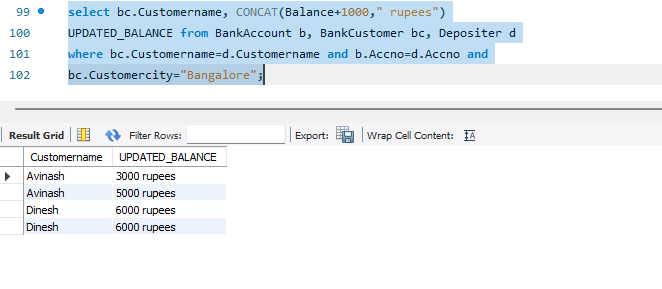 99 select bc.Customername, CONCAT(Balance+1000," rupees")
100 UPDATED_BALANCE from BankAccount b, BankCustomer bc, Depositer d
101 where bc.Customername=d.Customername and b.Accno=d.Accno and
102 bc.Customercity="Bangalore";
Result Grid Filter Rows: Export: Wrap Cell Content: IA
Customername UPDATED_BALANCE
Avinash 3000 rupees
Avinash 5000 rupees
Dinesh 6000 rupees
Dinesh 6000 rupees